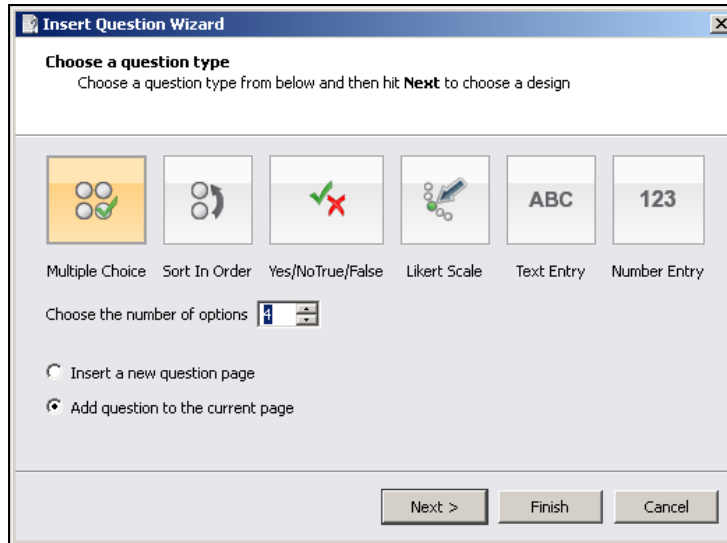 Insert Question Wizard
Choose a question type
Choose a question type from below and then hit Next to choose a design
ABC
123
Multiple Choice
Sort In Order
Yes/NoTrue/False
Likert Scale
Text Entry
Number Entry
Choose the number of options 4
Insert a new question page
Add question to the current page
Next >
Finish
Cancel